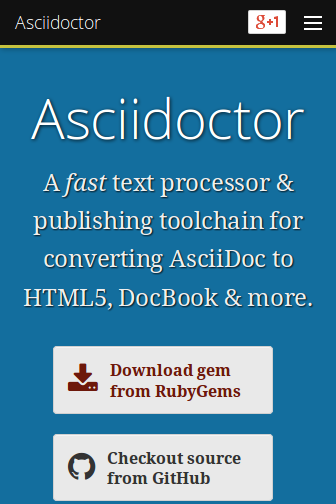 Asciidoctor
g+1
Asciidoctor
A fast text processor &
publishing toolchain for
converting AsciiDoc to
HTML5, DocBook & more.
Download gem
from RubyGems
Checkout source
from GitHub